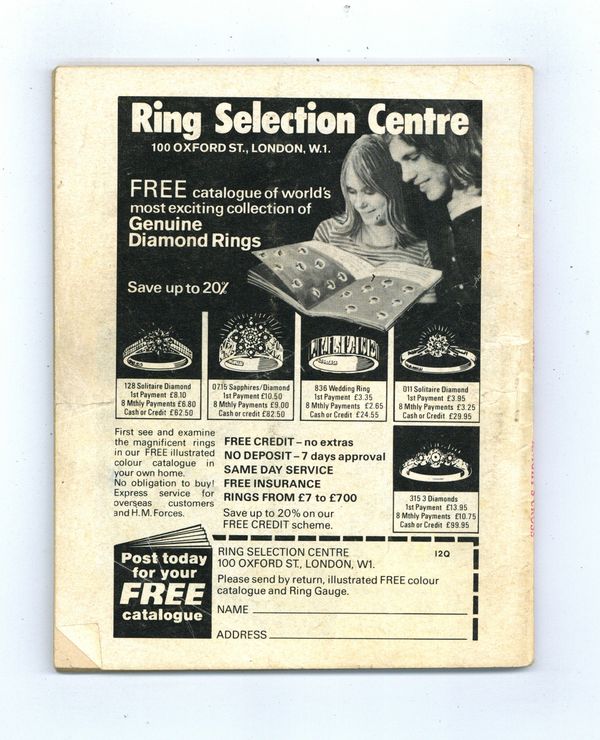 Ring Selection Centre
100 OXFORD ST., LONDON, W.1.
FREE catalogue of world's
most exciting collection of
Genuine
Diamond Rings
Save up to 20%
128 Solitaire Diamond
1st Payment £8.10
8 Mthly Payments £6.80
Cash or Credit £62.50
0715 Sapphires/Diamond
1st Payment £10.50
8 Mthly Payments £9.00
Cash or credit £82.50
836 Wedding Ring
1st Payment £3.35
8 Mthly Payments £2.65
Cash or Credit £24.55
011 Solitaire Diamond
1st Payment £3.95
8 Mthly Payments £3.25
Cash or Credit £29.95
First see and examine
the magnificent rings
in our FREE illustrated
colour catalogue in
your own home.
No obligation to buy!
Express service for
overseas customers
and H.M. Forces.
FREE CREDIT – no extras
NO DEPOSIT – 7 days approval
SAME DAY SERVICE
FREE INSURANCE
RINGS FROM £7 to £700
Save up to 20% on our
FREE CREDIT scheme.
315 3 Diamonds
1st Payment £13.95
8 Mthly Payments £10.75
Cash or Credit £99.95
Post today
for your
FREE
catalogue
RING SELECTION CENTRE 12Q
100 OXFORD ST., LONDON, W1.
Please send by return, illustrated FREE colour
catalogue and Ring Gauge.
NAME
ADDRESS